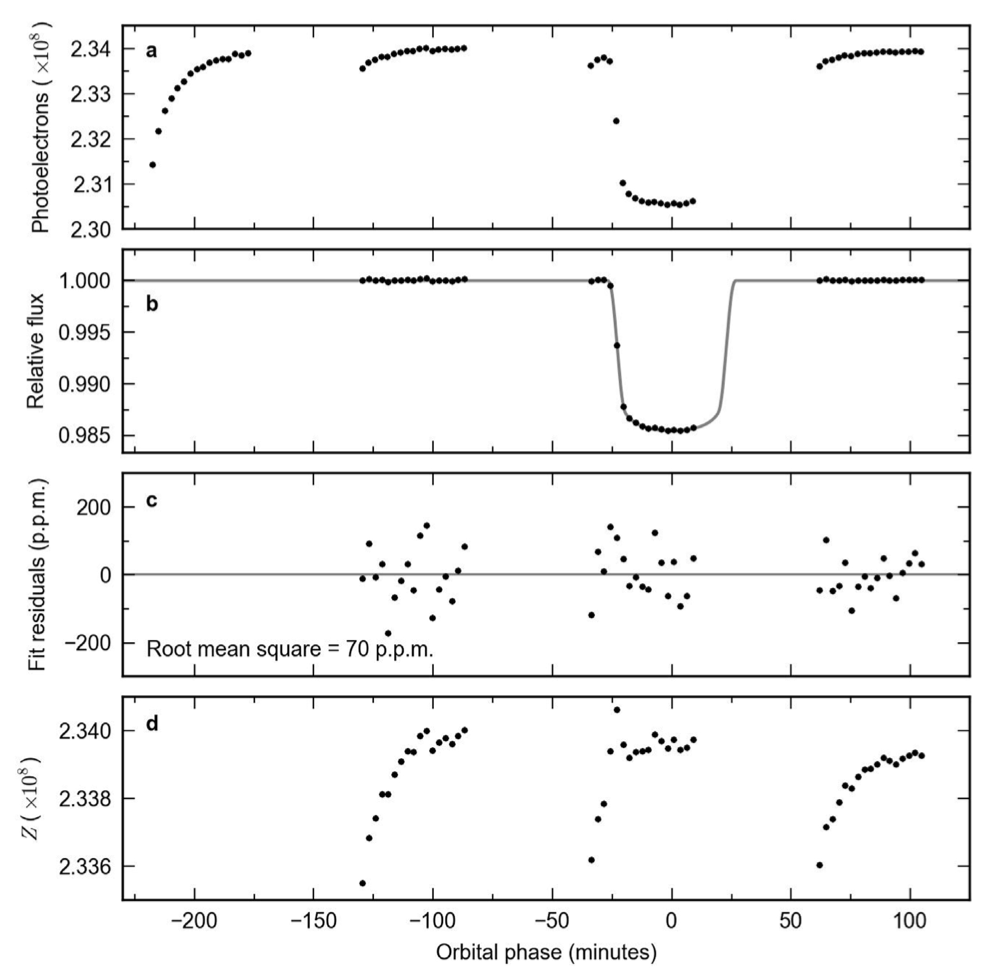 a
Photoelectrons ( ×10⁸ )
2.34
2.33
2.32
2.31
2.30
b
Relative flux
1.000
0.995
0.990
0.985
c
Fit residuals (p.p.m.)
200
0
−200
Root mean square = 70 p.p.m.
d
Z ( ×10⁸ )
2.340
2.338
2.336
−200 −150 −100 −50 0 50 100
Orbital phase (minutes)